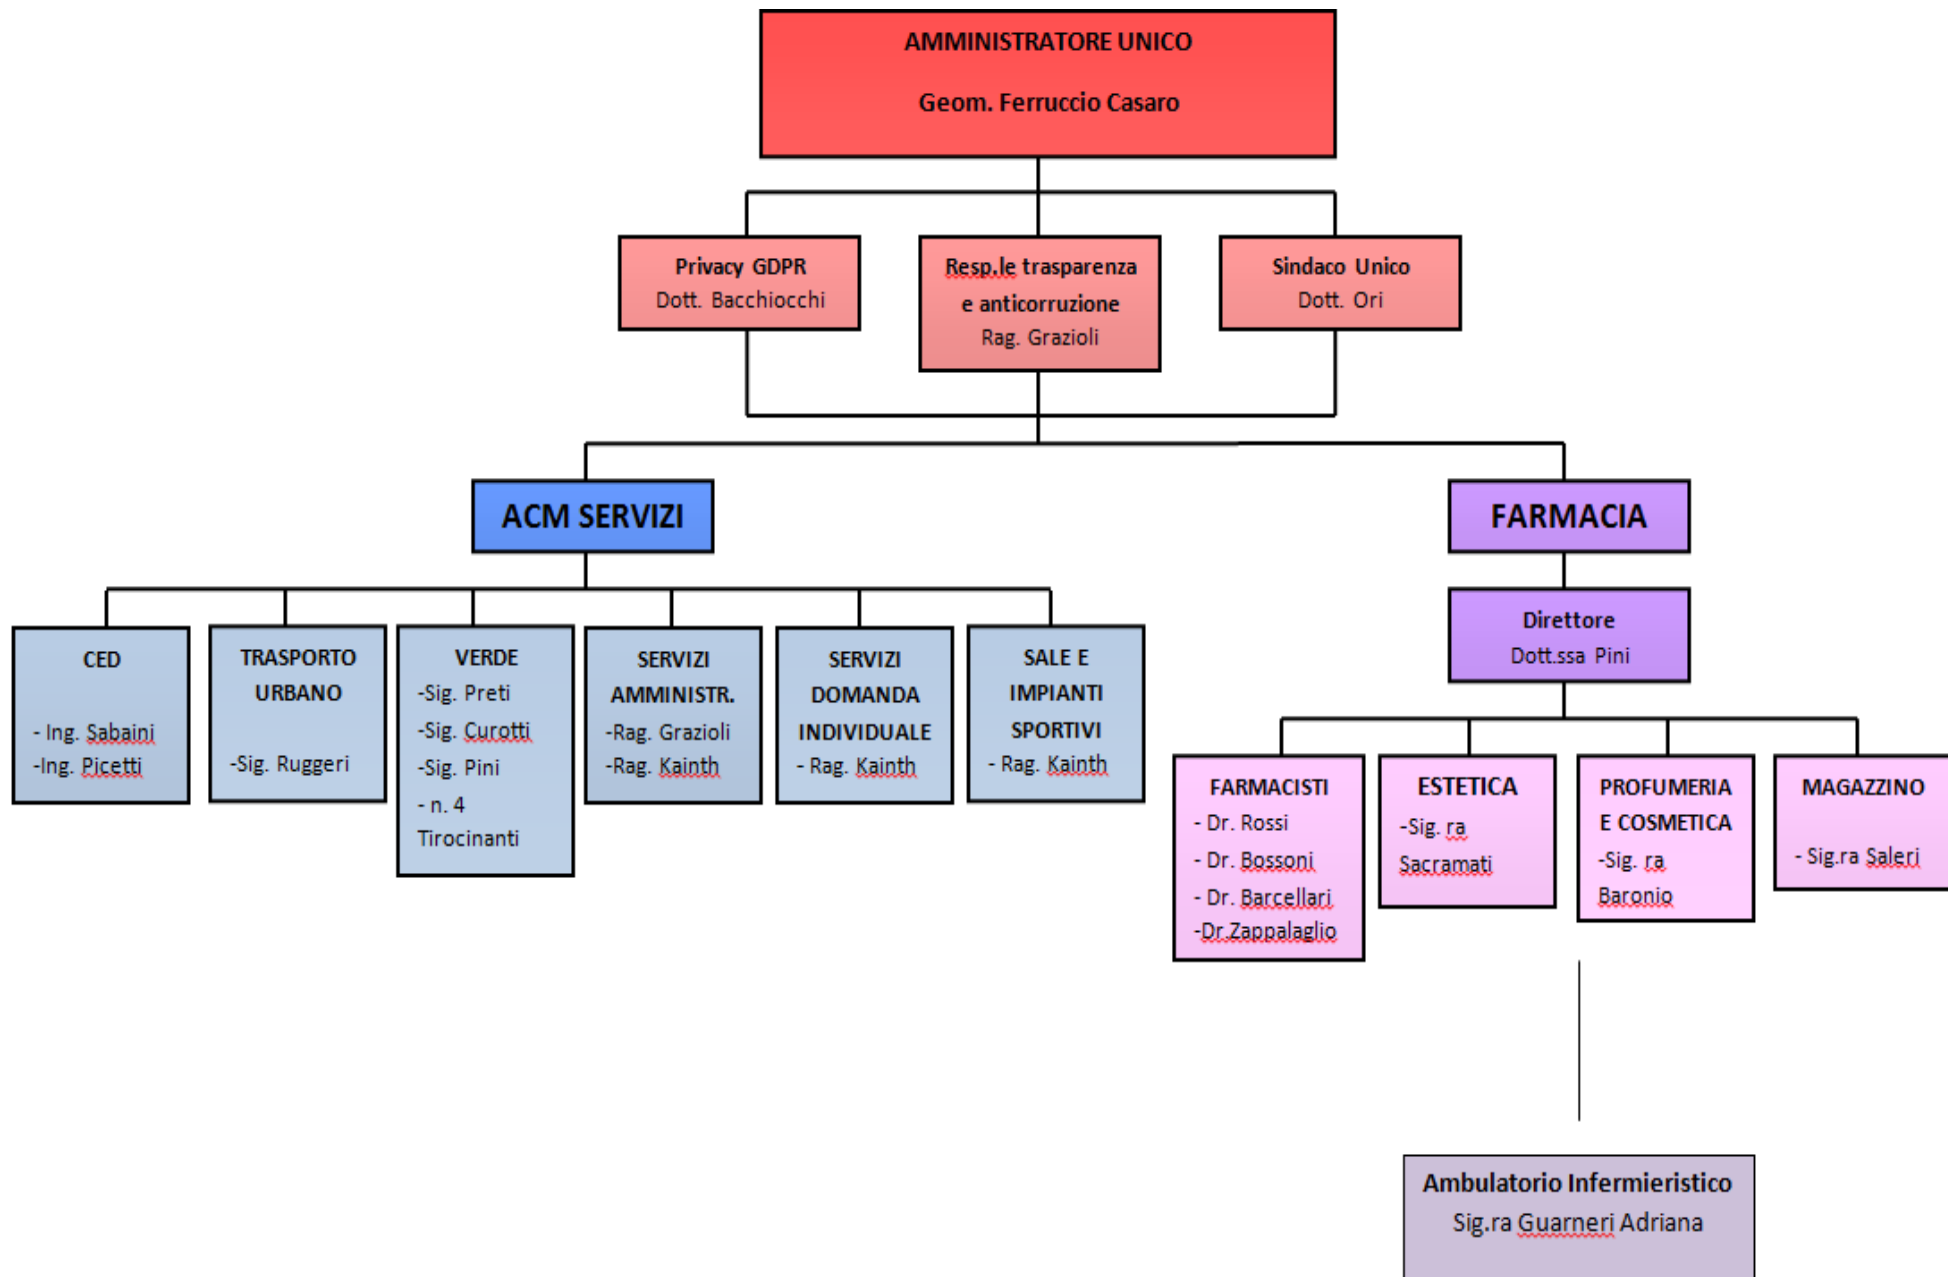 AMMINISTRATORE UNICO
Geom. Ferruccio Casaro
Privacy GDPR
Dott. Bacchiocchi
Resp.le trasparenza
e anticorruzione
Rag. Grazioli
Sindaco Unico
Dott. Ori
ACM SERVIZI
FARMACIA
Direttore
Dott.ssa Pini
CED
- Ing. Sabaini
-Ing. Picetti
TRASPORTO
URBANO
-Sig. Ruggeri
VERDE
-Sig. Preti
-Sig. Curotti
-Sig. Pini
- n. 4
Tirocinanti
SERVIZI
AMMINISTR.
-Rag. Grazioli
-Rag. Kainth
SERVIZI
DOMANDA
INDIVIDUALE
- Rag. Kainth
SALE E
IMPIANTI
SPORTIVI
- Rag. Kainth
FARMACISTI
- Dr. Rossi
- Dr. Bossoni
- Dr. Barcellari
-Dr.Zappalaglio
ESTETICA
-Sig. ra
Sacramati
PROFUMERIA
E COSMETICA
-Sig. ra
Baronio
MAGAZZINO
- Sig.ra Saleri
Ambulatorio Infermieristico
Sig.ra Guarneri Adriana